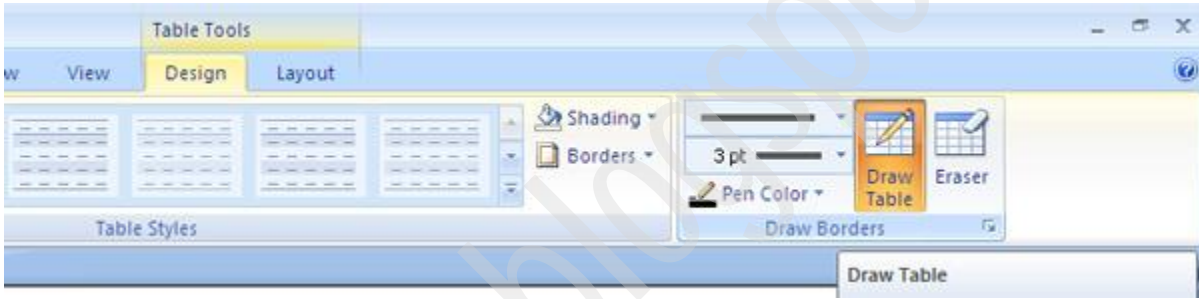 Table Tools
w View Design Layout
Shading
Borders
3 pt
Pen Color
Draw
Table
Eraser
Table Styles
Draw Borders
Draw Table